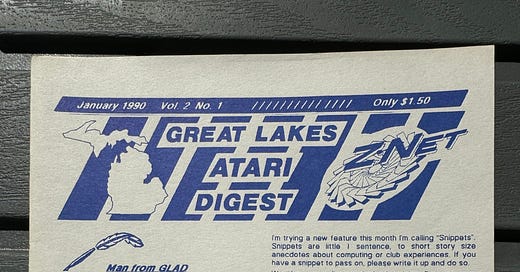 January 1990 Vol. 2 No. 1 ////////////// Only $1.50
GREAT LAKES
ATARI
DIGEST
Z-NET
Man from GLAD
I'm trying a new feature this month I'm calling "Snippets".
Snippets are little 1 sentence, to short story size
anecdotes about computing or club experiences. If you
have a snippet to pass on, please write it up and do so.